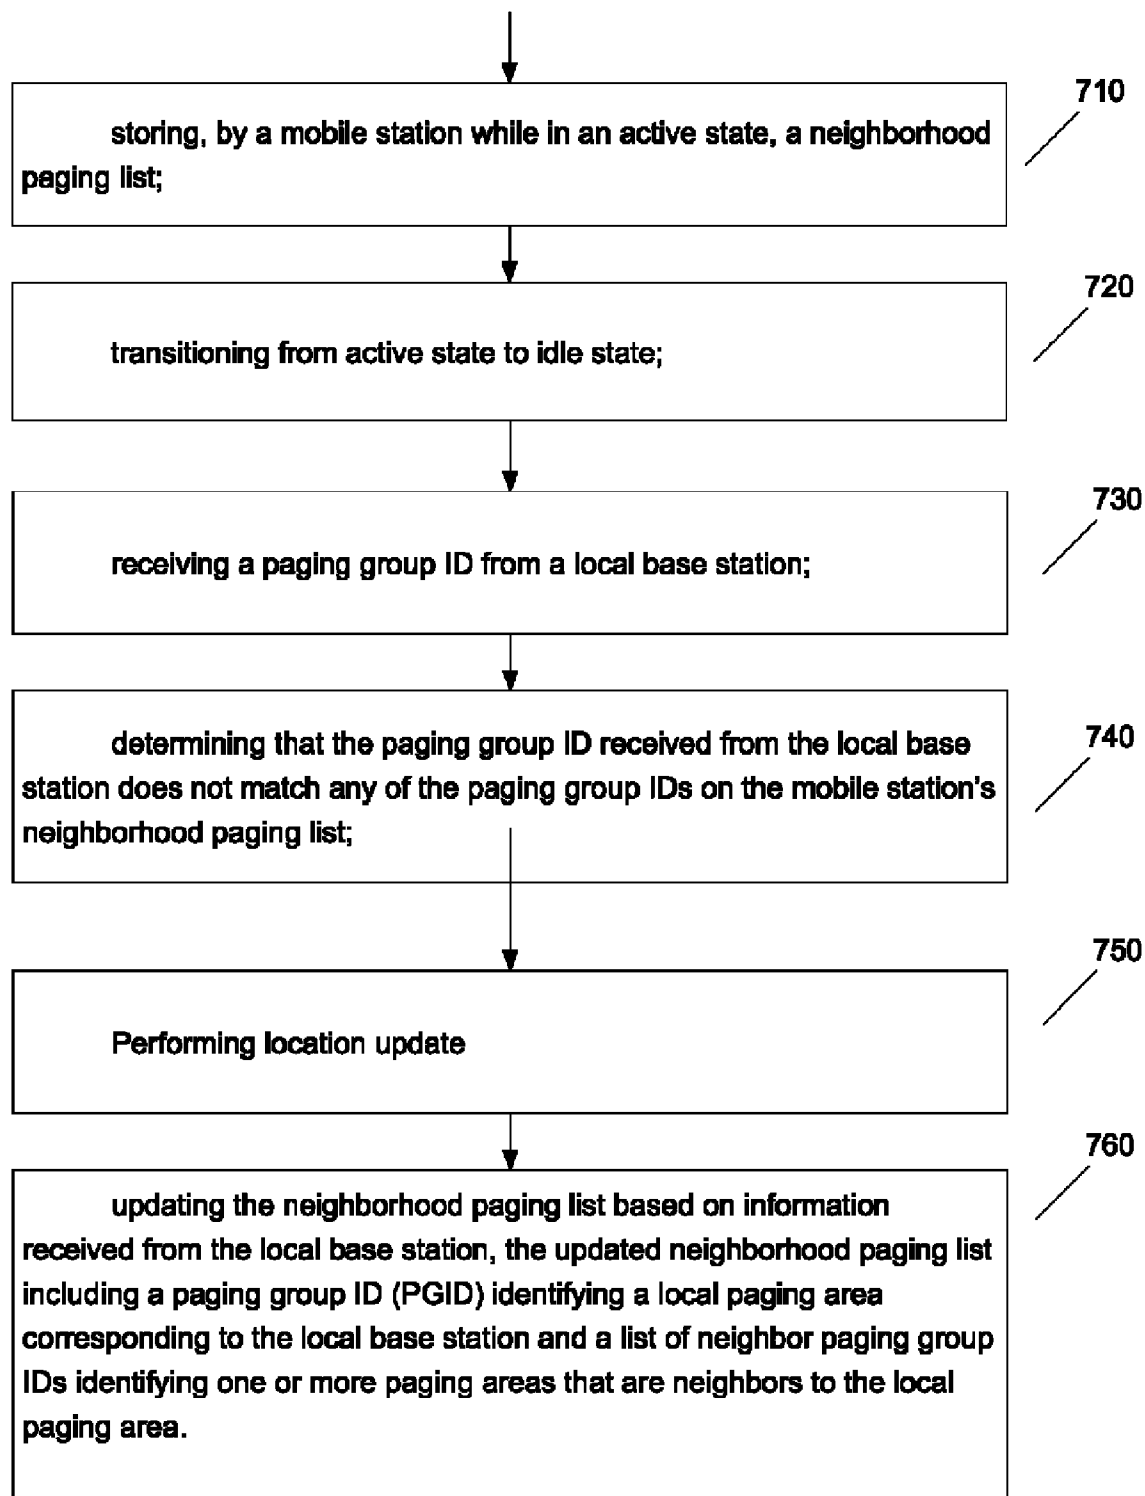 710
storing, by a mobile station while in an active state, a neighborhood
paging list;
720
transitioning from active state to idle state;
730
receiving a paging group ID from a local base station;
740
determining that the paging group ID received from the local base
station does not match any of the paging group IDs on the mobile station's
neighborhood paging list;
750
Performing location update
760
updating the neighborhood paging list based on information
received from the local base station, the updated neighborhood paging list
including a paging group ID (PGID) identifying a local paging area
corresponding to the local base station and a list of neighbor paging group
IDs identifying one or more paging areas that are neighbors to the local
paging area.